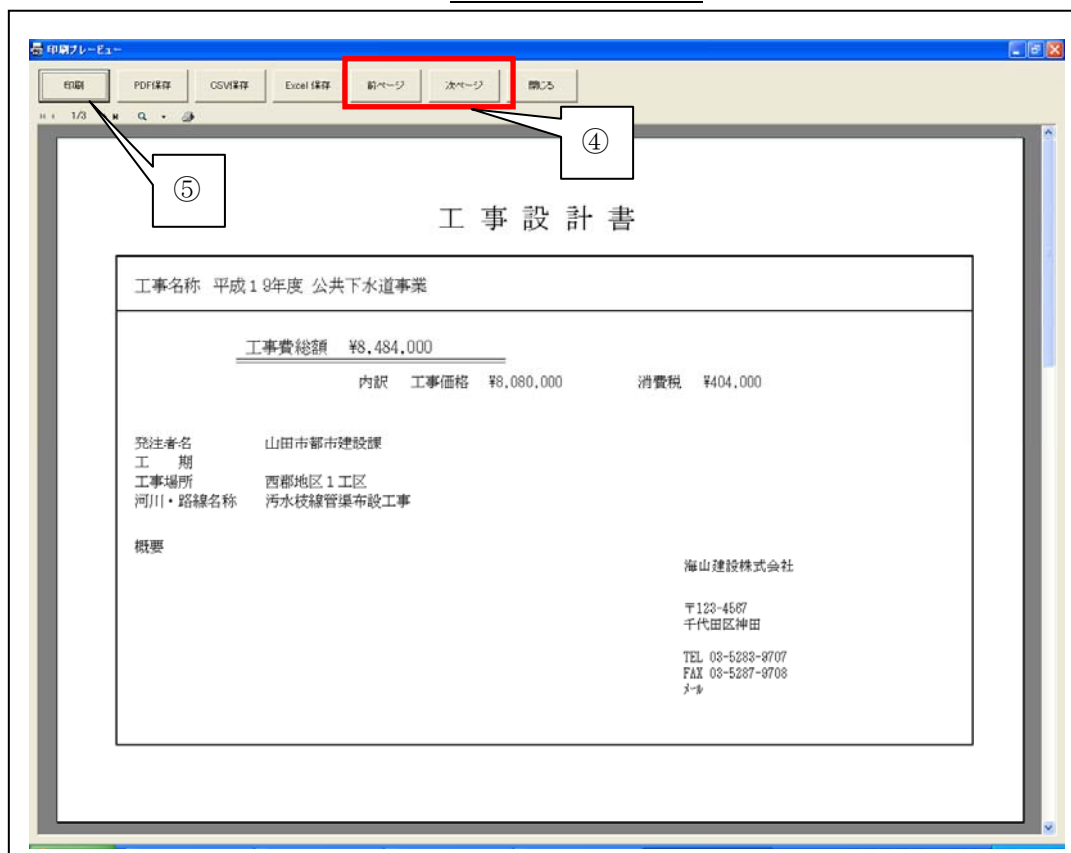 印刷プレビュー
印刷 PDF保存 CSV保存 Excel 保存 前ページ 次ページ 閉じる
1/3
④
⑤
工 事 設 計 書
工事名称 平成19年度 公共下水道事業
工事費総額 ¥8,484,000
内訳 工事価格 ¥8,080,000 消費税 ¥404,000
発注者名 山田市都市建設課
工 期
工事場所 西郡地区1工区
河川・路線名称 汚水枝線管渠布設工事
概要
海山建設株式会社
〒123-4567
千代田区神田
TEL 03-5283-9707
FAX 03-5287-9708
メール